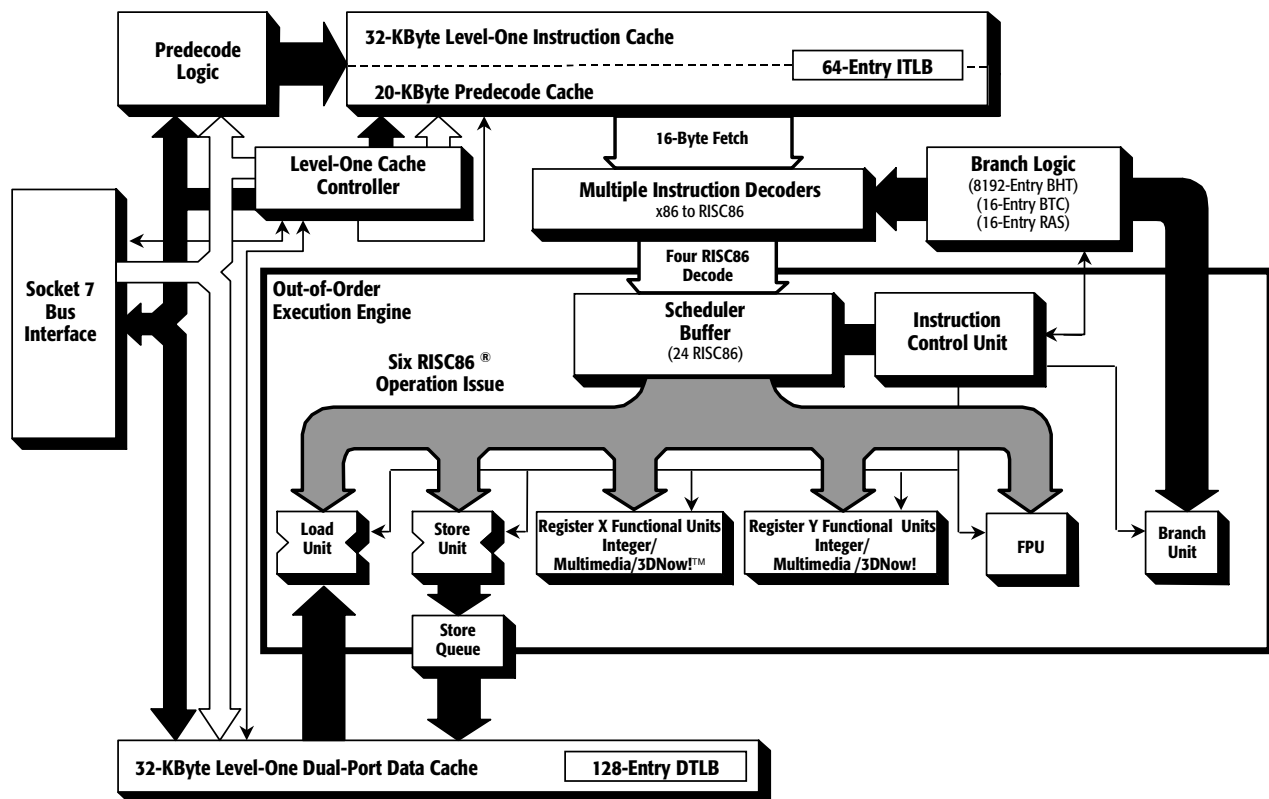 Predecode
Logic
32-KByte Level-One Instruction Cache
64-Entry ITLB
20-KByte Predecode Cache
16-Byte Fetch
Level-One Cache
Controller
Multiple Instruction Decoders
x86 to RISC86
Branch Logic
(8192-Entry BHT)
(16-Entry BTC)
(16-Entry RAS)
Four RISC86
Decode
Socket 7
Bus
Interface
Out-of-Order
Execution Engine
Scheduler
Buffer
(24 RISC86)
Instruction
Control Unit
Six RISC86 ®
Operation Issue
Load
Unit
Store
Unit
Register X Functional Units
Integer/
Multimedia/3DNow!™
Register Y Functional Units
Integer/
Multimedia /3DNow!
FPU
Branch
Unit
Store
Queue
32-KByte Level-One Dual-Port Data Cache
128-Entry DTLB